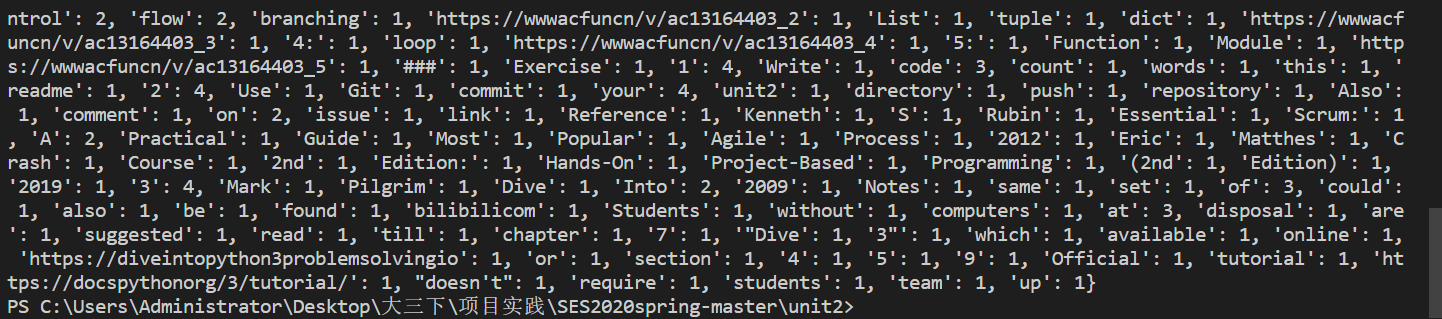 ntrol': 2, 'flow': 2, 'branching': 1, 'https://wwwacfuncn/v/ac13164403_2': 1, 'List': 1, 'tuple': 1, 'dict': 1, 'https://wwwacf
uncn/v/ac13164403_3': 1, '4:': 1, 'loop': 1, 'https://wwwacfuncn/v/ac13164403_4': 1, '5:': 1, 'Function': 1, 'Module': 1, 'http
s://wwwacfuncn/v/ac13164403_5': 1, '###': 1, 'Exercise': 1, '1': 4, 'Write': 1, 'code': 3, 'count': 1, 'words': 1, 'this': 1, '
readme': 1, '2': 4, 'Use': 1, 'Git': 1, 'commit': 1, 'your': 4, 'unit2': 1, 'directory': 1, 'push': 1, 'repository': 1, 'Also':
 1, 'comment': 1, 'on': 2, 'issue': 1, 'link': 1, 'Reference': 1, 'Kenneth': 1, 'S': 1, 'Rubin': 1, 'Essential': 1, 'Scrum:': 1
, 'A': 2, 'Practical': 1, 'Guide': 1, 'Most': 1, 'Popular': 1, 'Agile': 1, 'Process': 1, '2012': 1, 'Eric': 1, 'Matthes': 1, 'C
rash': 1, 'Course': 1, '2nd': 1, 'Edition:': 1, 'Hands-On': 1, 'Project-Based': 1, 'Programming': 1, '(2nd': 1, 'Edition)': 1,
'2019': 1, '3': 4, 'Mark': 1, 'Pilgrim': 1, 'Dive': 1, 'Into': 2, '2009': 1, 'Notes': 1, 'same': 1, 'set': 1, 'of': 3, 'could':
 1, 'also': 1, 'be': 1, 'found': 1, 'bilibilicom': 1, 'Students': 1, 'without': 1, 'computers': 1, 'at': 3, 'disposal': 1, 'are
': 1, 'suggested': 1, 'read': 1, 'till': 1, 'chapter': 1, '7': 1, '"Dive': 1, '3"': 1, 'which': 1, 'available': 1, 'online': 1,
 'https://diveintopython3problemsolvingio': 1, 'or': 1, 'section': 1, '4': 1, '5': 1, '9': 1, 'Official': 1, 'tutorial': 1, 'ht
tps://docspythonorg/3/tutorial/': 1, "doesn't": 1, 'require': 1, 'students': 1, 'team': 1, 'up': 1}
PS C:\Users\Administrator\Desktop\大三下\项目实践\SES2020spring-master\unit2>